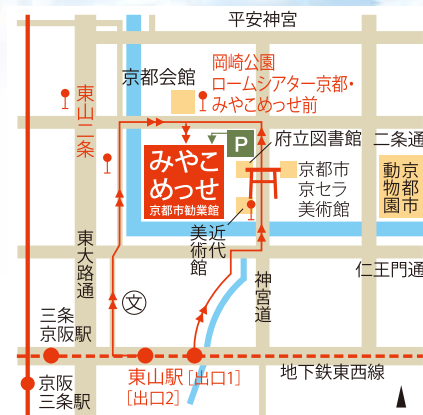 平安神宮
岡崎公園
ロームシアター京都・
みやこめっせ前
京都会館
東山二条
P
府立図書館
二条通
みやこ
めっせ
京都市勧業館
京都市
京セラ
美術館
京都市
動物園
近代
美術館
東大路通
仁王門通
神宮道
文
三条
京阪駅
東山駅[出口1]
[出口2]
地下鉄東西線
京阪
三条駅